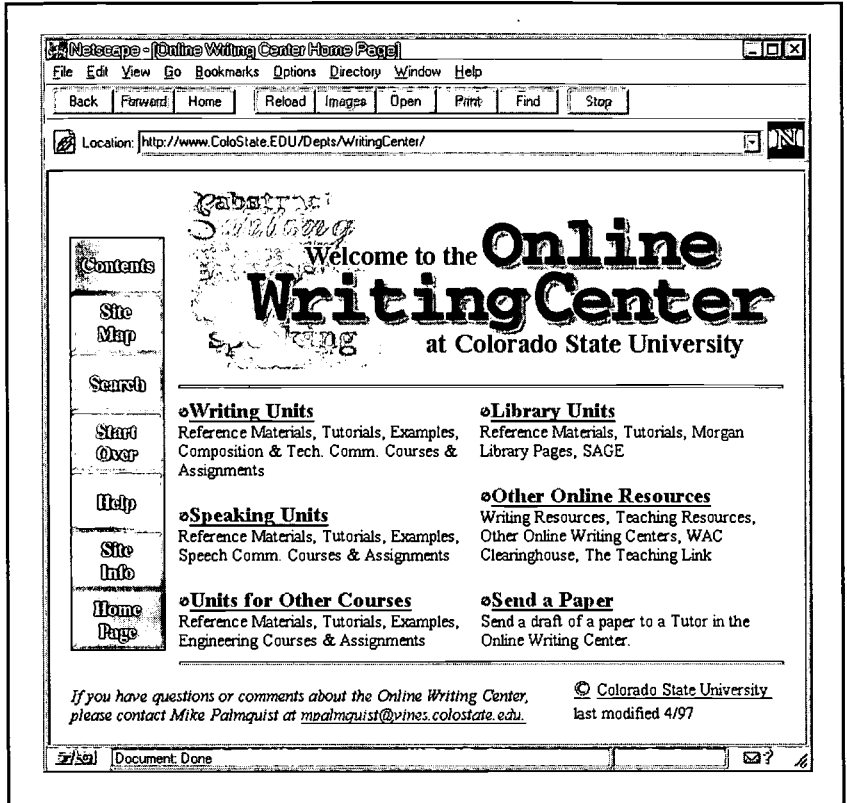 Netscape - [Online Writing Center Home Page]
File Edit View Go Bookmarks Options Directory Window Help
Back Forward Home Reload Images Open Print Find Stop
Location: http://www.ColoState.EDU/Depts/WritingCenter/
N
abstract
Welcome to the Online
WritingCenter
speaking
at Colorado State University
Contents
Site
Map
Search
Start
Over
Help
Site
Info
Home
Page
Writing Units
Reference Materials, Tutorials, Examples,
Composition & Tech. Comm. Courses &
Assignments
Speaking Units
Reference Materials, Tutorials, Examples,
Speech Comm. Courses & Assignments
Units for Other Courses
Reference Materials, Tutorials, Examples,
Engineering Courses & Assignments
Library Units
Reference Materials, Tutorials, Morgan
Library Pages, SAGE
Other Online Resources
Writing Resources, Teaching Resources,
Other Online Writing Centers, WAC
Clearinghouse, The Teaching Link
Send a Paper
Send a draft of a paper to a Tutor in the
Online Writing Center.
If you have questions or comments about the Online Writing Center,
please contact Mike Palmquist at mpalmquist@vines.colostate.edu.
© Colorado State University
last modified 4/97
Document: Done
?